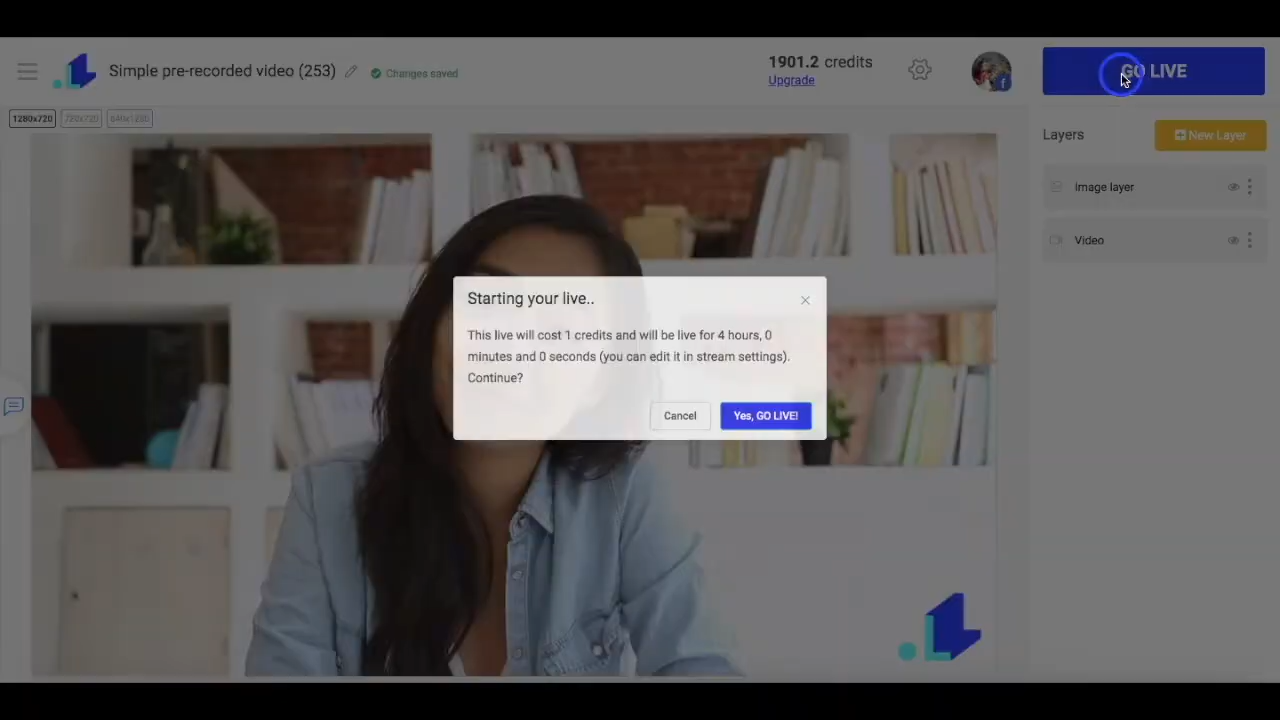 Simple pre-recorded video (253)
Changes saved
1901.2 credits
Upgrade
GO LIVE
1280x720
720x720
Layers
New Layer
image layer
Video
Starting your live..
This live will cost 1 credits and will be live for 4 hours, 0
minutes and 0 seconds (you can edit it in stream settings).
Continue?
Cancel
Yes, GO LIVE!